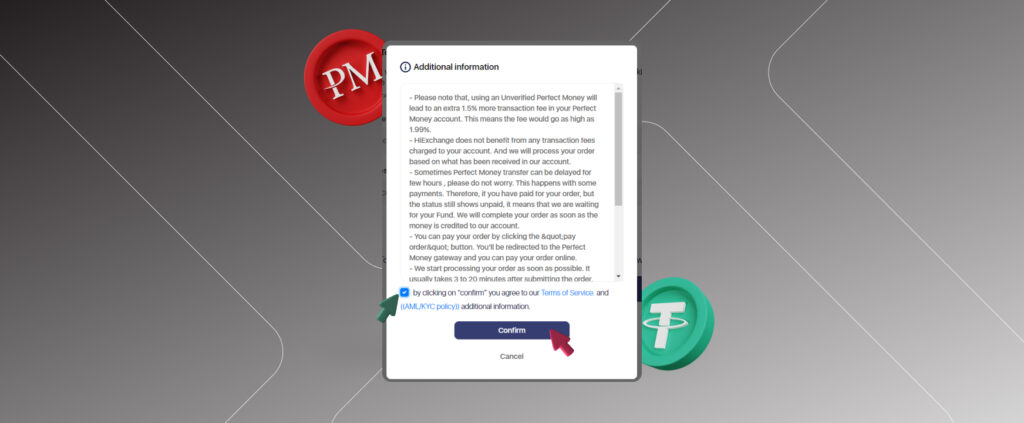 PM
Additional information
- Please note that, using an Unverified Perfect Money will
lead to an extra 1.5% more transaction fee in your Perfect
Money account. This means the fee would go as high as
1.99%.
- HiExchange does not benefit from any transaction fees
charged to your account. And we will process your order
based on what has been received in our account.
- Sometimes Perfect Money transfer can be delayed for
few hours , please do not worry. This happens with some
payments. Therefore, if you have paid for your order, but
the status still shows unpaid, it means that we are waiting
for your Fund. We will complete your order as soon as the
money is credited to our account.
- You can pay your order by clicking the &quot;pay
order&quot; button. You'll be redirected to the Perfect
Money gateway and you can pay your order online.
- We start processing your order as soon as possible. It
usually takes 3 to 20 minutes after submitting the order.
by clicking on "confirm" you agree to our Terms of Service and
((AML/KYC policy)) additional information.
Confirm
Cancel